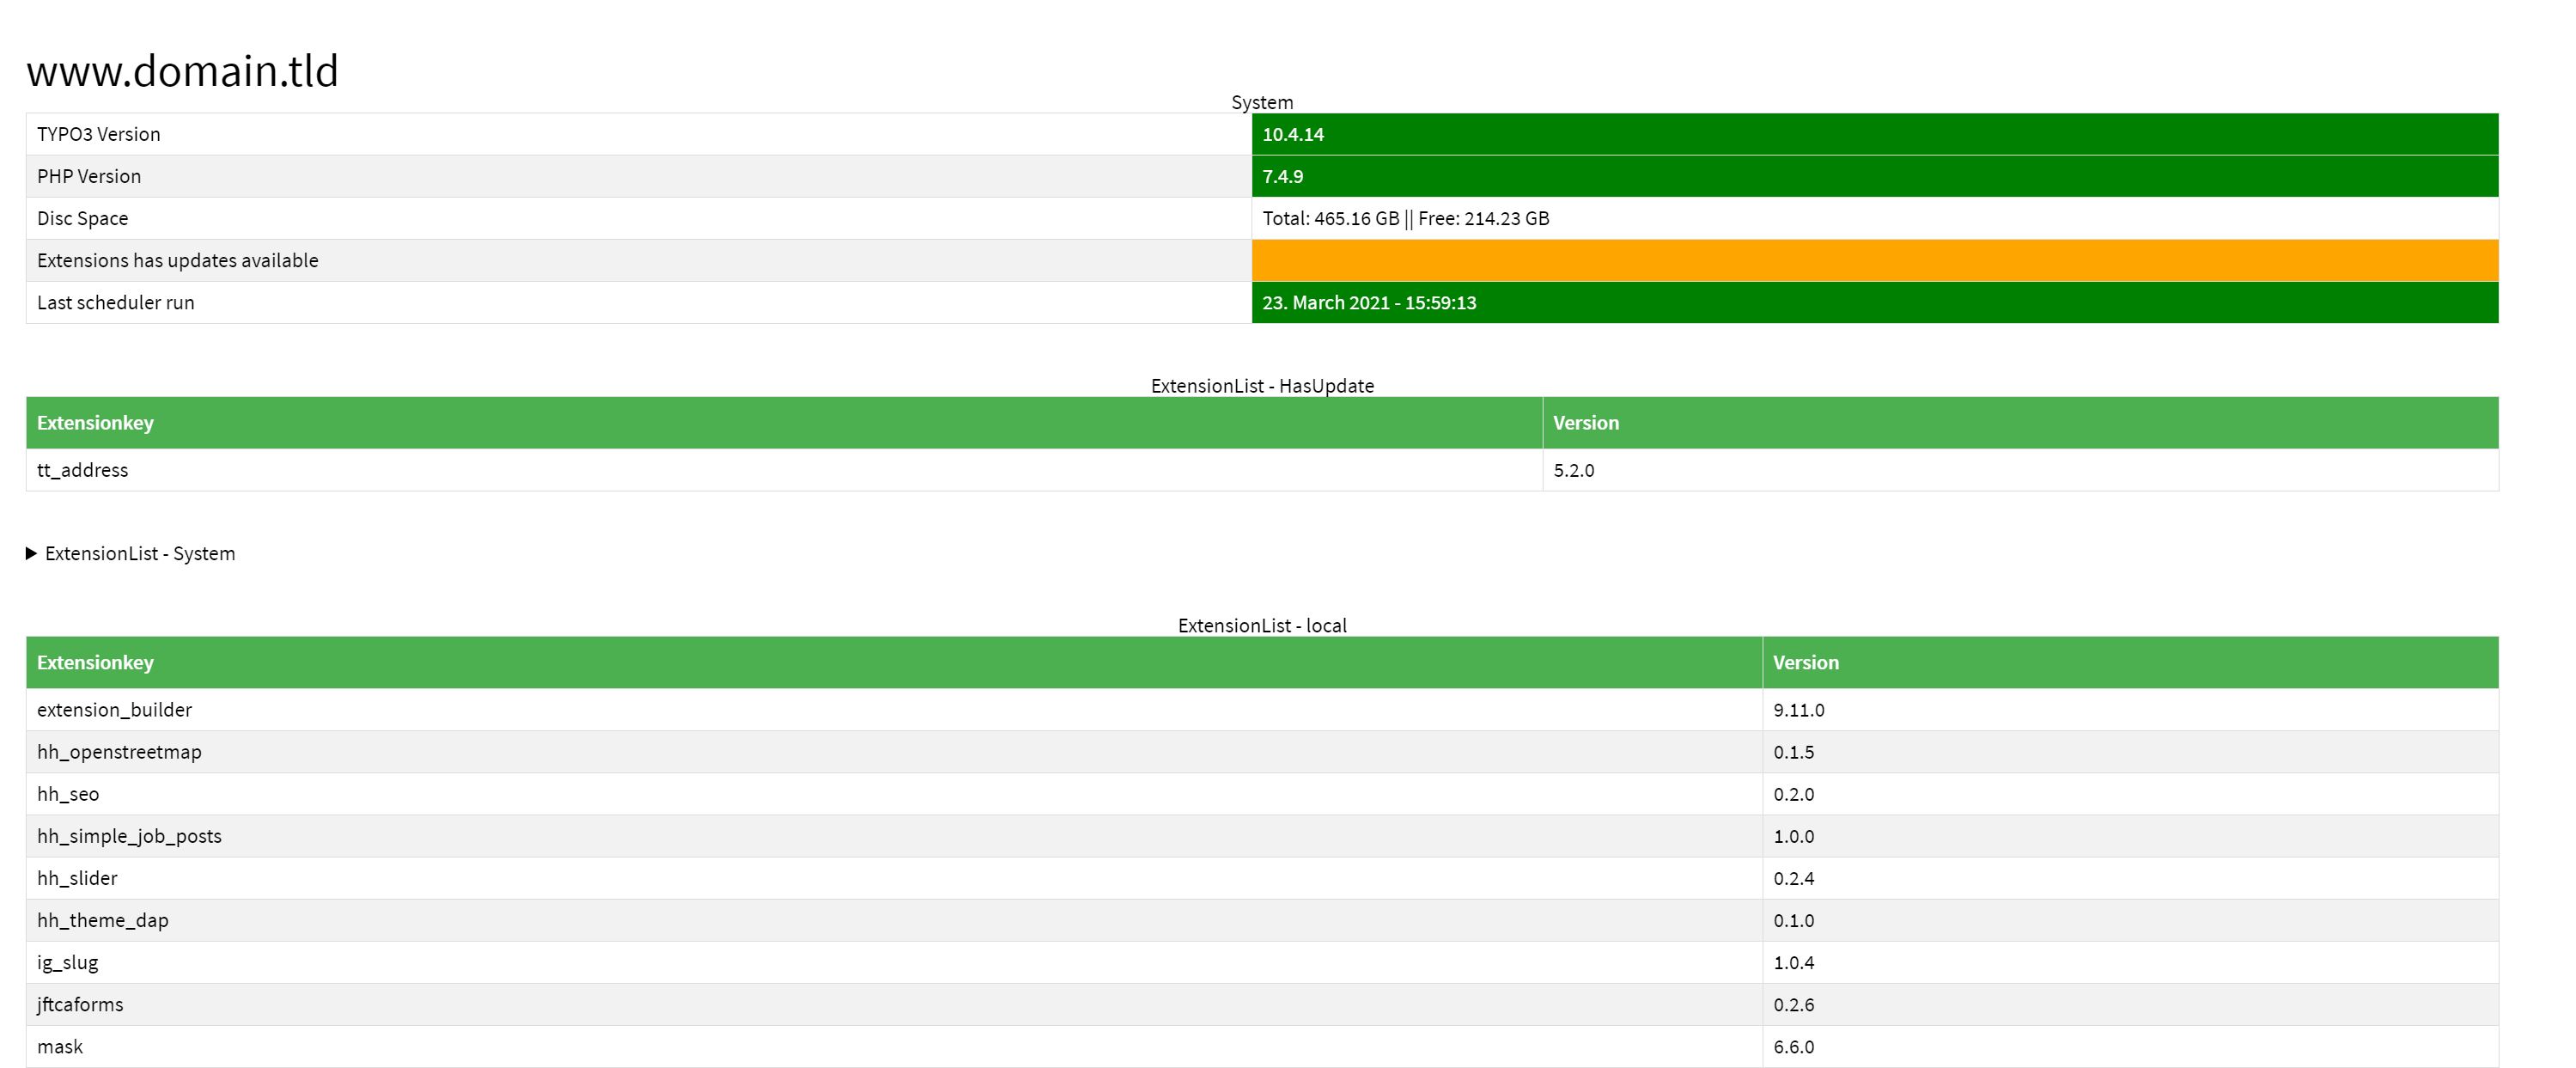 www.domain.tld
System
TYPO3 Version 10.4.14
PHP Version 7.4.9
Disc Space Total: 465.16 GB || Free: 214.23 GB
Extensions has updates available
Last scheduler run 23. March 2021 - 15:59:13
ExtensionList - HasUpdate
Extensionkey Version
tt_address 5.2.0
ExtensionList - System
ExtensionList - local
Extensionkey Version
extension_builder 9.11.0
hh_openstreetmap 0.1.5
hh_seo 0.2.0
hh_simple_job_posts 1.0.0
hh_slider 0.2.4
hh_theme_dap 0.1.0
ig_slug 1.0.4
jftcaforms 0.2.6
mask 6.6.0